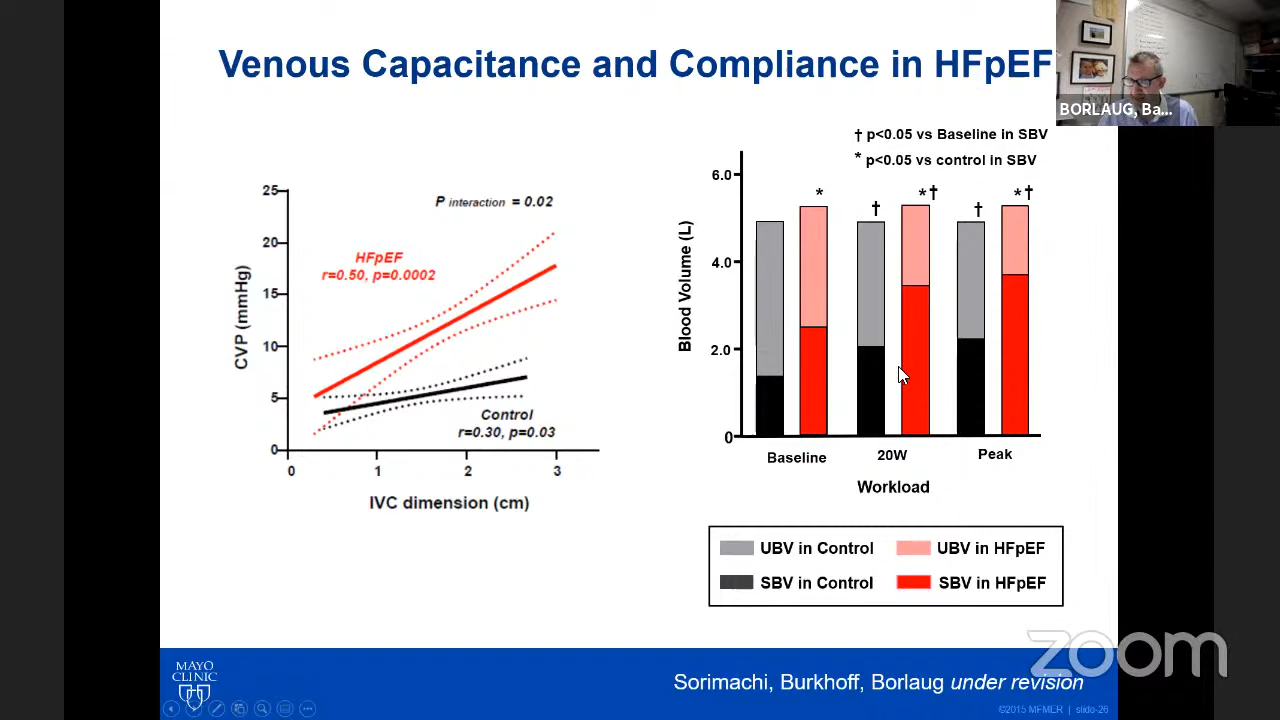 Venous Capacitance and Compliance in HFpEF
BORLAUG, Ba...
P interaction = 0.02
HFpEF
r=0.50, p=0.0002
Control
r=0.30, p=0.03
CVP (mmHg)
25
20
15
10
5
0
0 1 2 3
IVC dimension (cm)
† p<0.05 vs Baseline in SBV
* p<0.05 vs control in SBV
Blood Volume (L)
6.0
4.0
2.0
0
* † *† † *†
Baseline 20W Peak
Workload
UBV in Control UBV in HFpEF
SBV in Control SBV in HFpEF
zoom
MAYO
CLINIC
Sorimachi, Burkhoff, Borlaug under revision
©2015 MFMER | slide-26